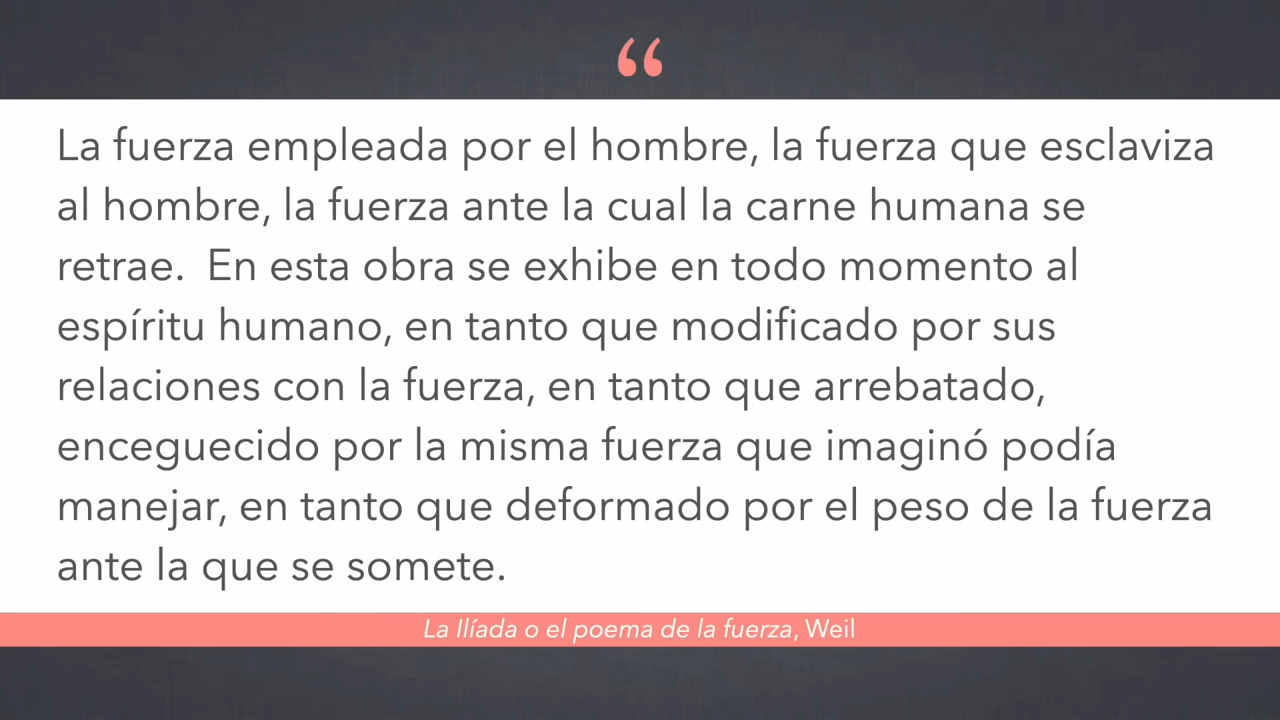 “
La fuerza empleada por el hombre, la fuerza que esclaviza
al hombre, la fuerza ante la cual la carne humana se
retrae.  En esta obra se exhibe en todo momento al
espíritu humano, en tanto que modificado por sus
relaciones con la fuerza, en tanto que arrebatado,
enceguecido por la misma fuerza que imaginó podía
manejar, en tanto que deformado por el peso de la fuerza
ante la que se somete.
La Ilíada o el poema de la fuerza, Weil